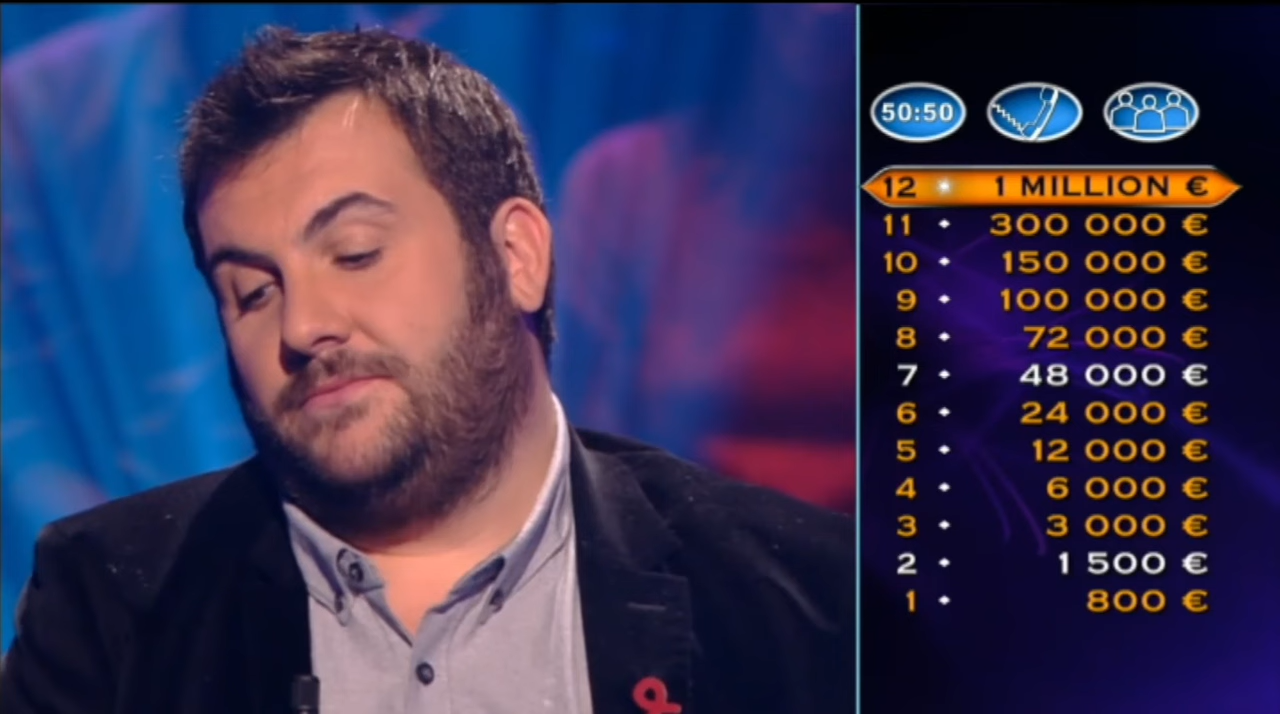 50:50
12 1 MILLION €
11 300 000 €
10 150 000 €
9 100 000 €
8 72 000 €
7 48 000 €
6 24 000 €
5 12 000 €
4 6 000 €
3 3 000 €
2 1 500 €
1 800 €